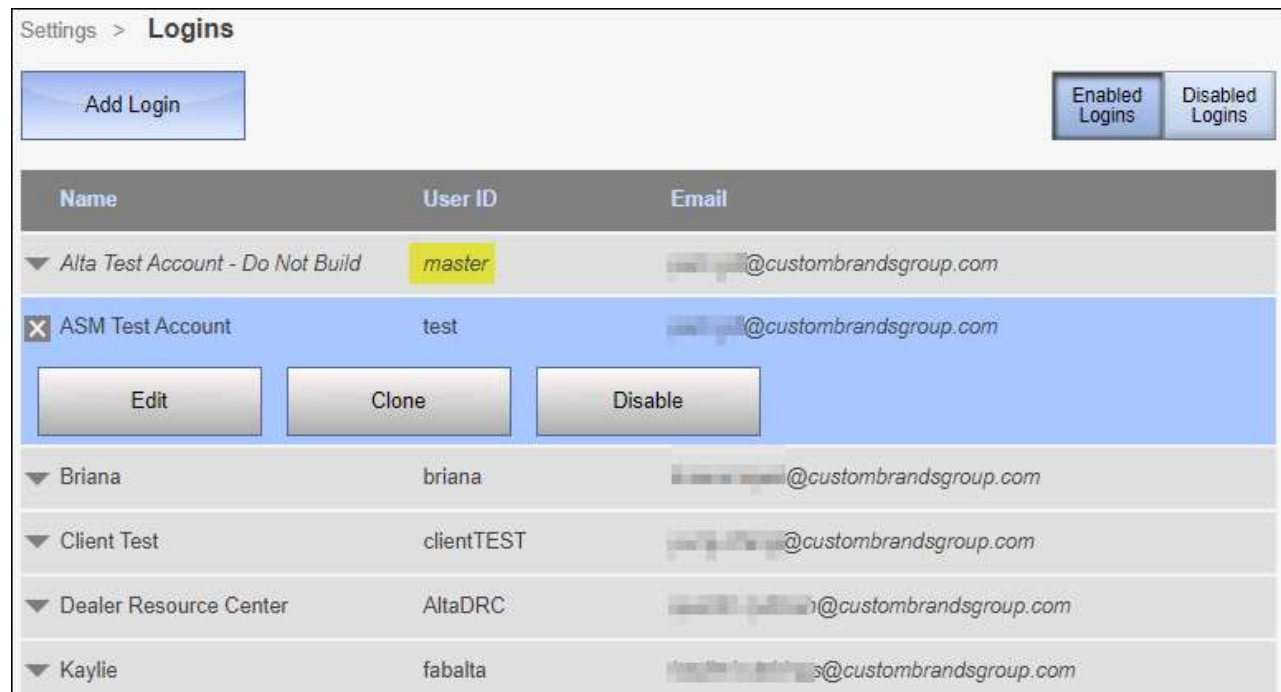 Settings > Logins
Add Login
Enabled Logins
Disabled Logins
Name User ID Email
Alta Test Account - Do Not Build master @custombrandsgroup.com
ASM Test Account test @custombrandsgroup.com
Edit Clone Disable
Briana briana @custombrandsgroup.com
Client Test clientTEST @custombrandsgroup.com
Dealer Resource Center AltaDRC @custombrandsgroup.com
Kaylie fabalta s@custombrandsgroup.com